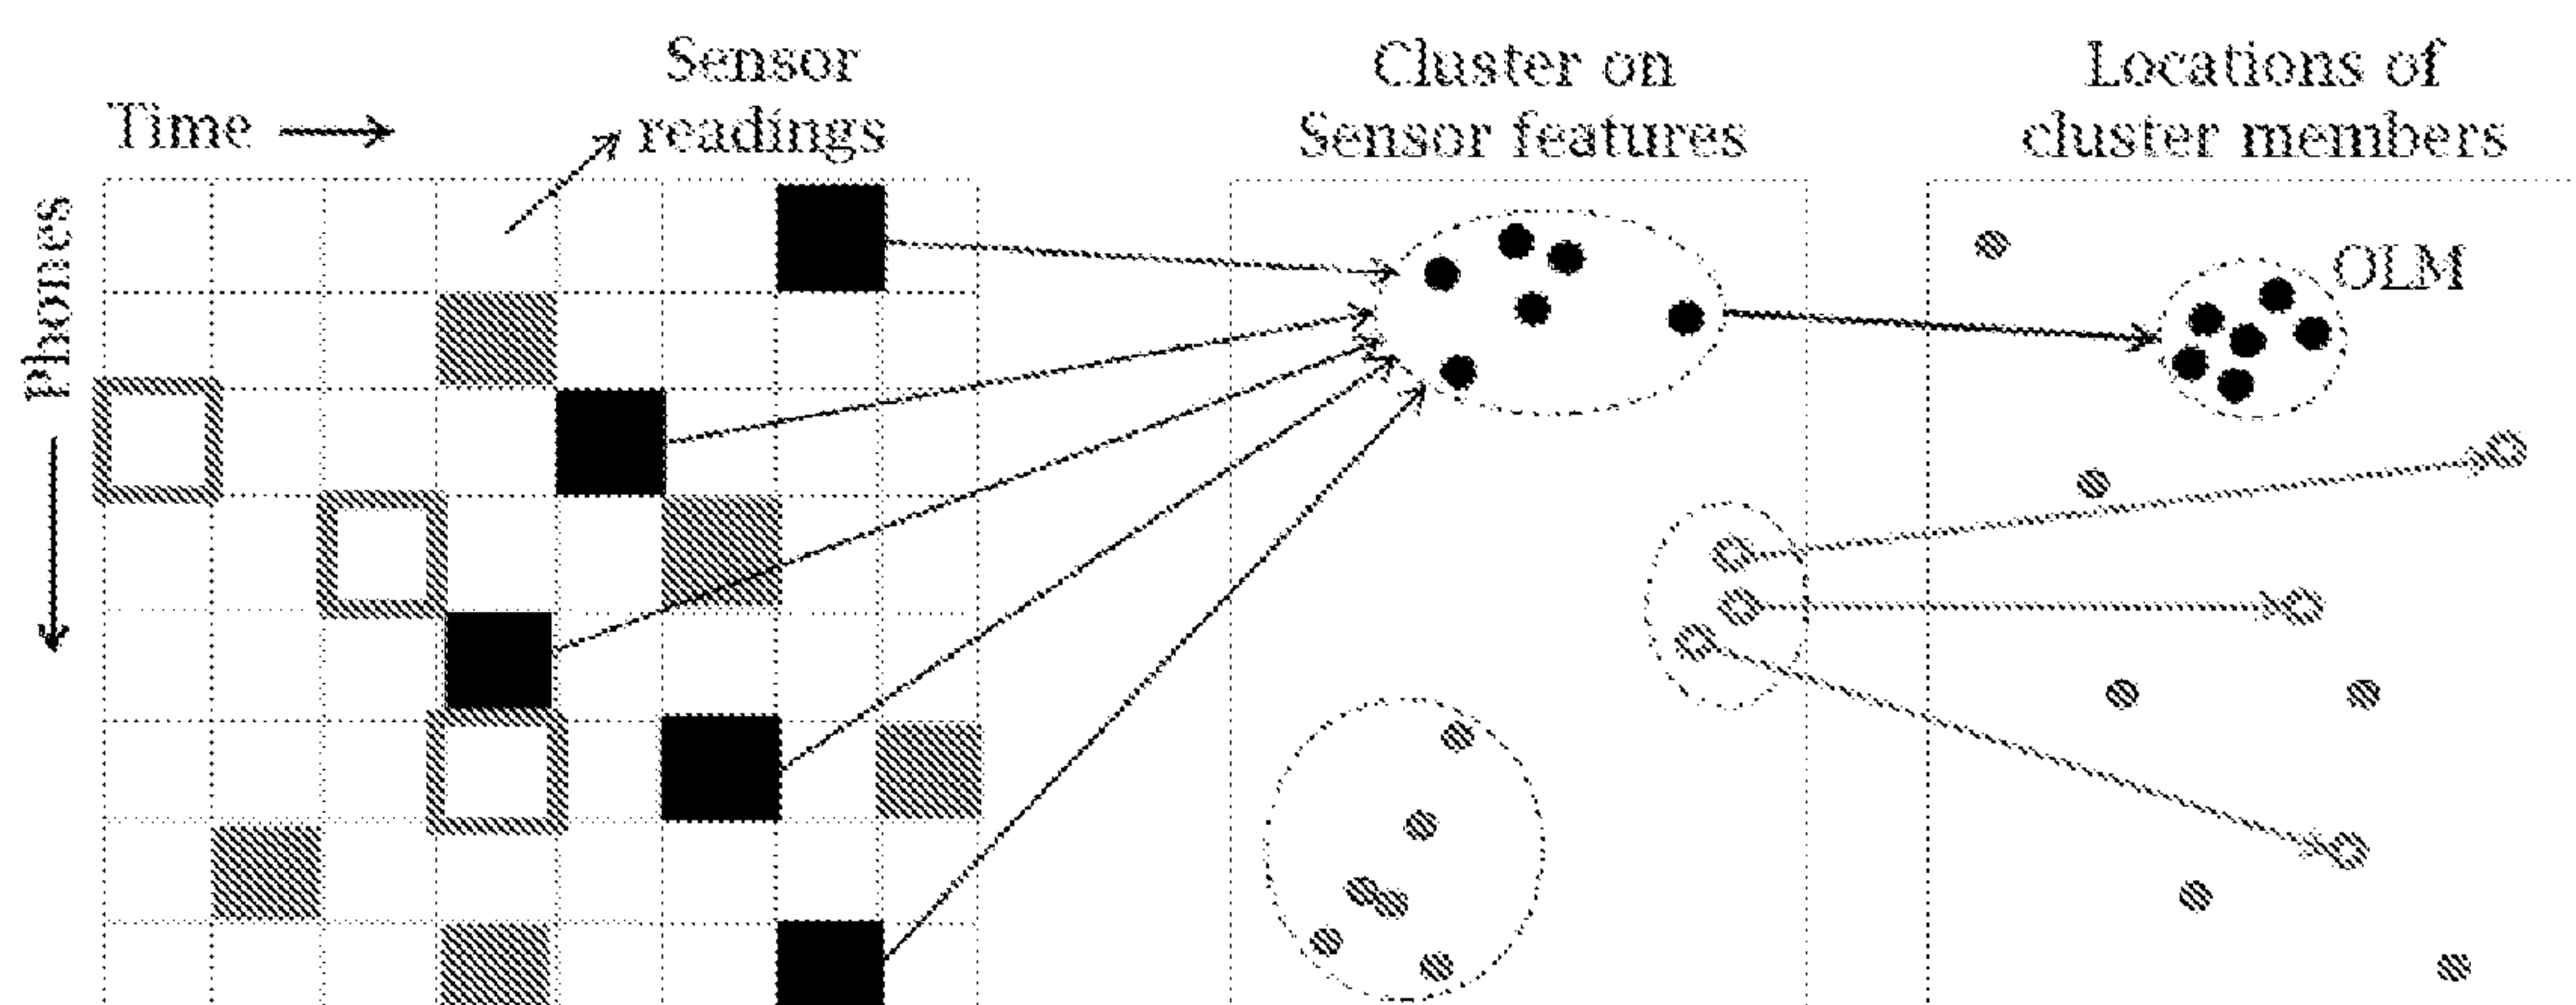 Sensor
readings
Time
Phones
Cluster on
Sensor features
Locations of
cluster members
OLM